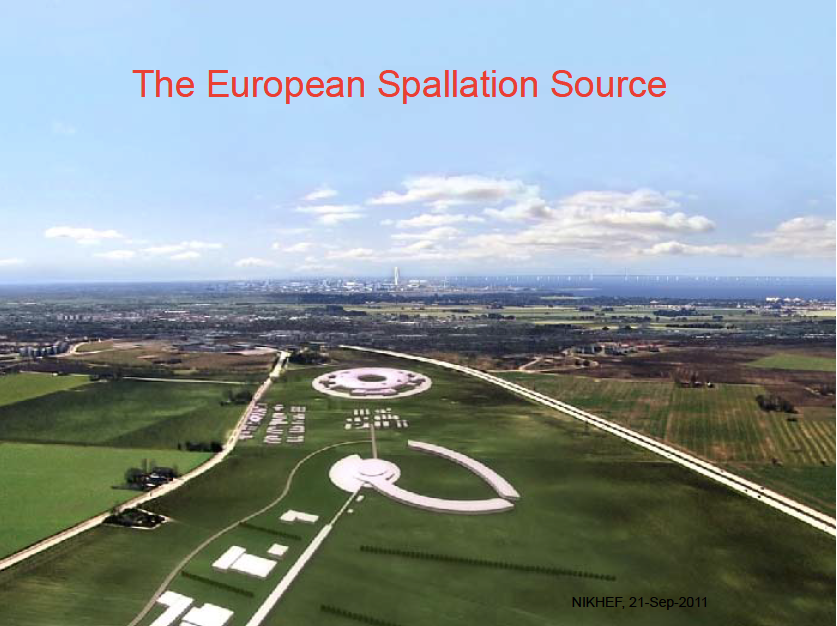 The European Spallation Source
NIKHEF, 21-Sep-2011